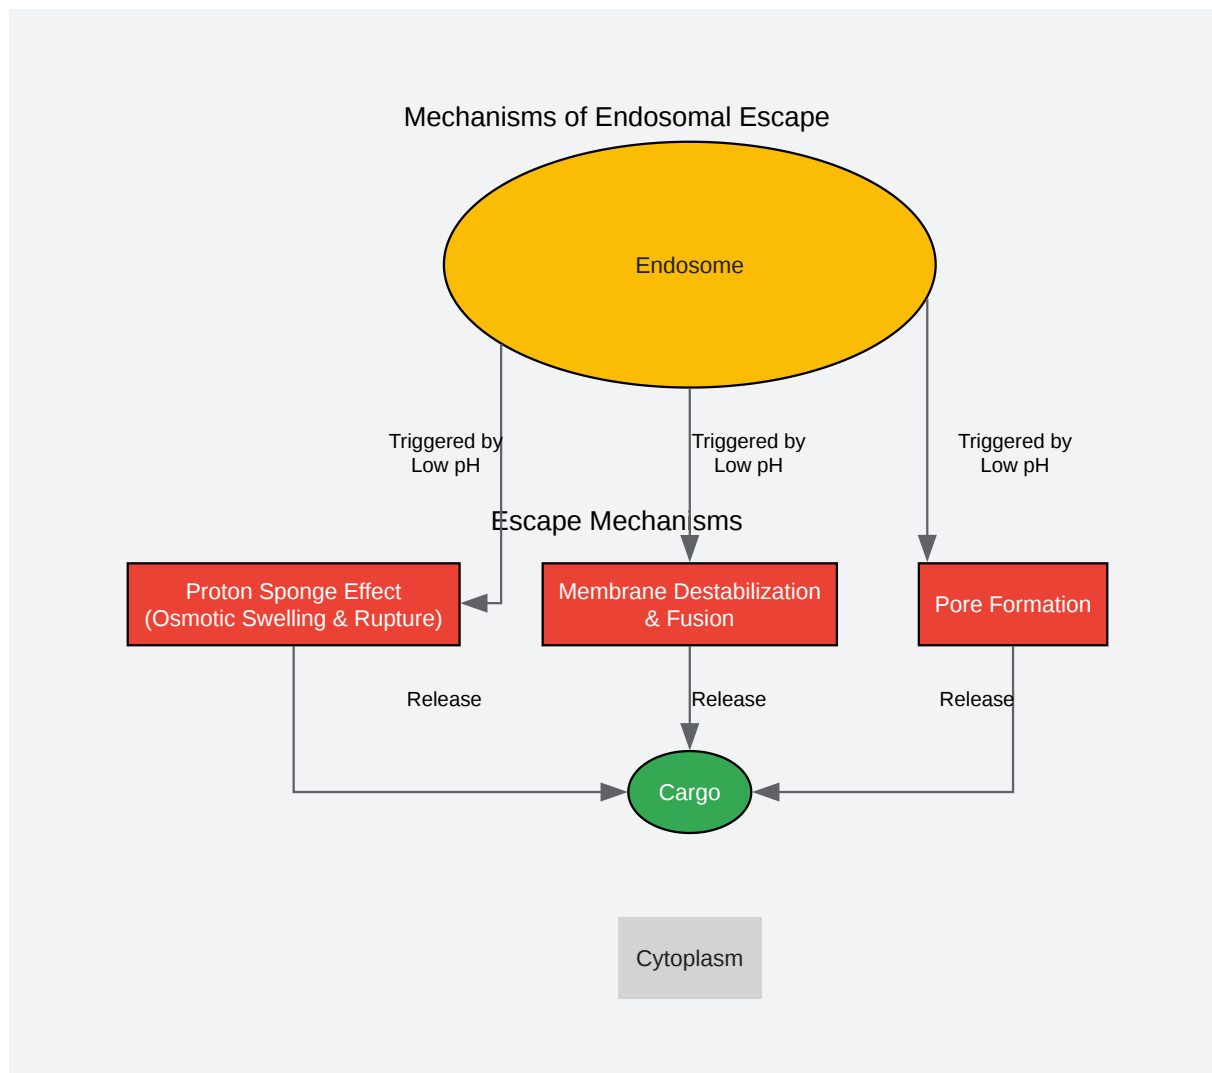 Mechanisms of Endosomal Escape
Endosome
Triggered by
Low pH
Triggered by
Low pH
Triggered by
Low pH
Escape Mechanisms
Proton Sponge Effect
(Osmotic Swelling & Rupture)
Membrane Destabilization
& Fusion
Pore Formation
Release
Release
Release
Cargo
Cytoplasm